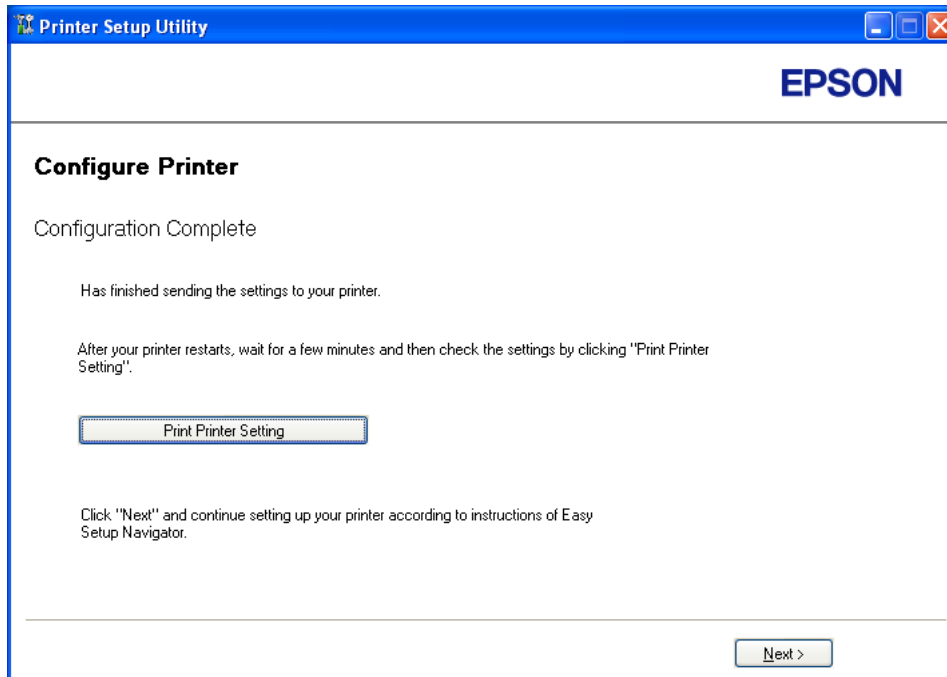 Printer Setup Utility
EPSON
Configure Printer
Configuration Complete
Has finished sending the settings to your printer.
After your printer restarts, wait for a few minutes and then check the settings by clicking "Print Printer
Setting".
Print Printer Setting
Click "Next" and continue setting up your printer according to instructions of Easy
Setup Navigator.
Next >